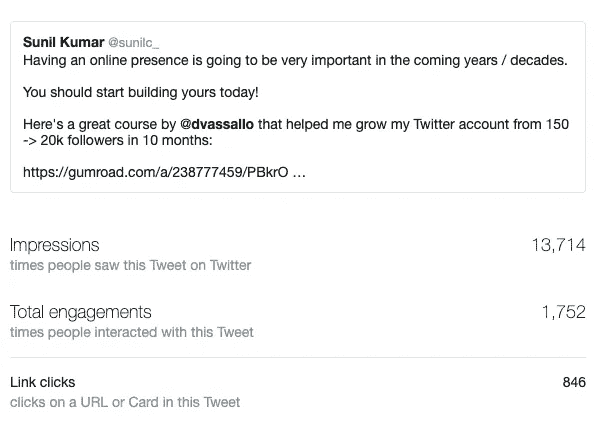 Sunil Kumar @sunilc_
Having an online presence is going to be very important in the coming years / decades.
You should start building yours today!
Here's a great course by @dvassallo that helped me grow my Twitter account from 150
-> 20k followers in 10 months:
https://gumroad.com/a/238777459/PBkrO …
Impressions 13,714
times people saw this Tweet on Twitter
Total engagements 1,752
times people interacted with this Tweet
Link clicks 846
clicks on a URL or Card in this Tweet